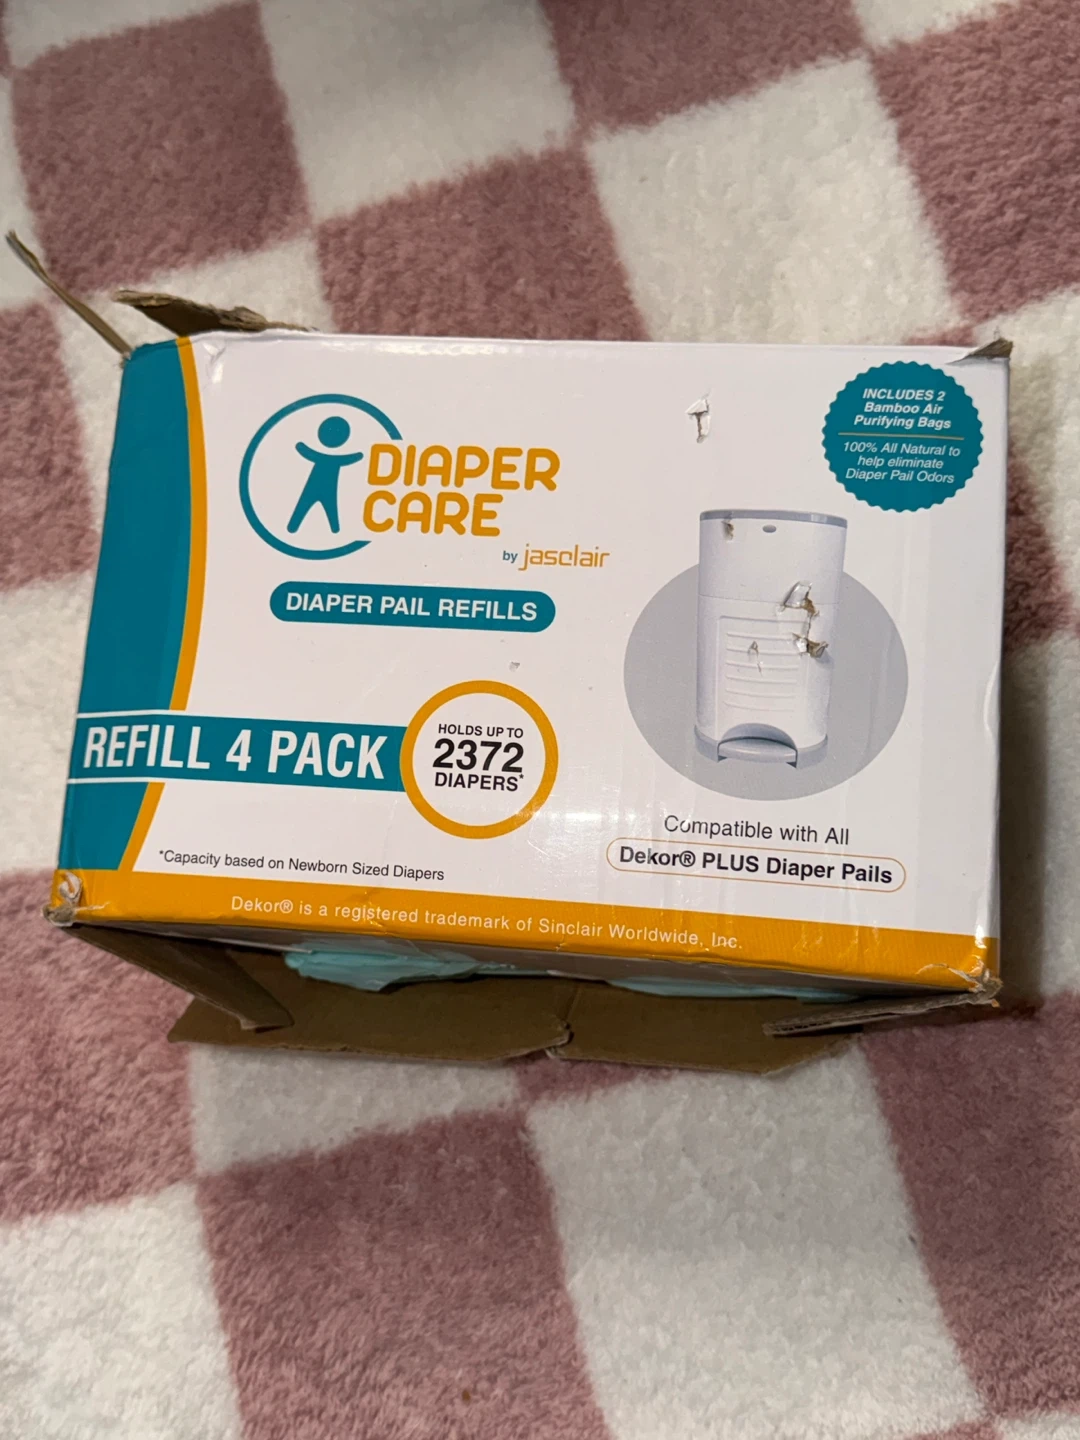 INCLUDES 2
Bamboo Air
Purifying Bags
100% All Natural to
help eliminate
Diaper Pail Odors
DIAPER
CARE
by jasclair
DIAPER PAIL REFILLS
REFILL 4 PACK
HOLDS UP TO
2372
DIAPERS*
Compatible with All
Dekor® PLUS Diaper Pails
*Capacity based on Newborn Sized Diapers
Dekor® is a registered trademark of Sinclair Worldwide, Inc.